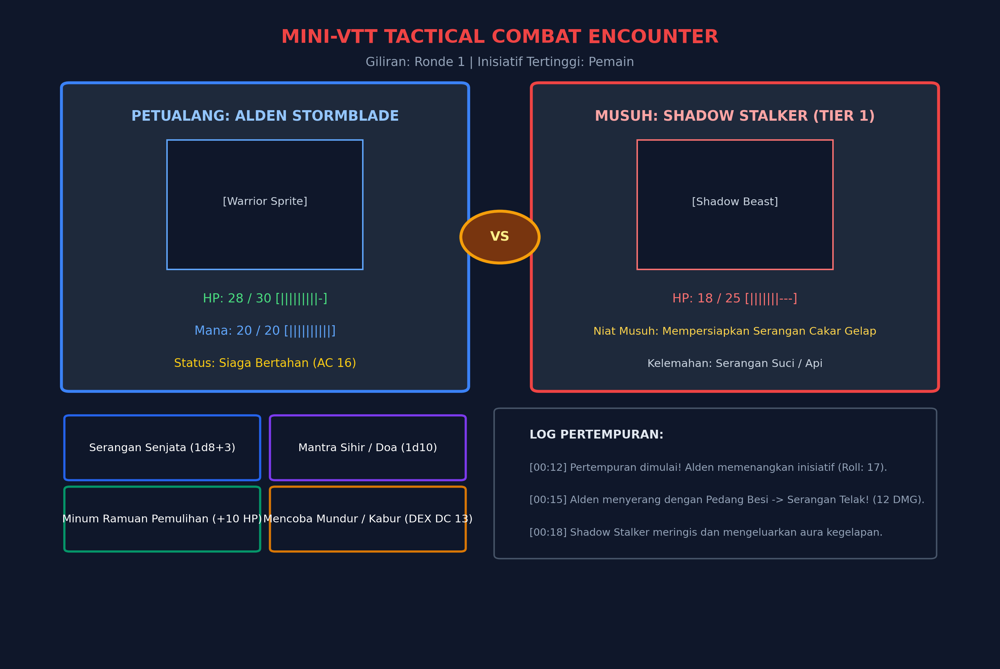 MINI-VTT TACTICAL COMBAT ENCOUNTER
Giliran: Ronde 1 | Inisiatif Tertinggi: Pemain
PETUALANG: ALDEN STORMBLADE
[Warrior Sprite]
HP: 28 / 30 [|||||||||-]
Mana: 20 / 20 [||||||||||]
Status: Siaga Bertahan (AC 16)
VS
MUSUH: SHADOW STALKER (TIER 1)
[Shadow Beast]
HP: 18 / 25 [|||||||---]
Niat Musuh: Mempersiapkan Serangan Cakar Gelap
Kelemahan: Serangan Suci / Api
Serangan Senjata (1d8+3)
Mantra Sihir / Doa (1d10)
Minum Ramuan Pemulihan (+10 HP)
Mencoba Mundur / Kabur (DEX DC 13)
LOG PERTEMPURAN:
[00:12] Pertempuran dimulai! Alden memenangkan inisiatif (Roll: 17).
[00:15] Alden menyerang dengan Pedang Besi -> Serangan Telak! (12 DMG).
[00:18] Shadow Stalker meringis dan mengeluarkan aura kegelapan.